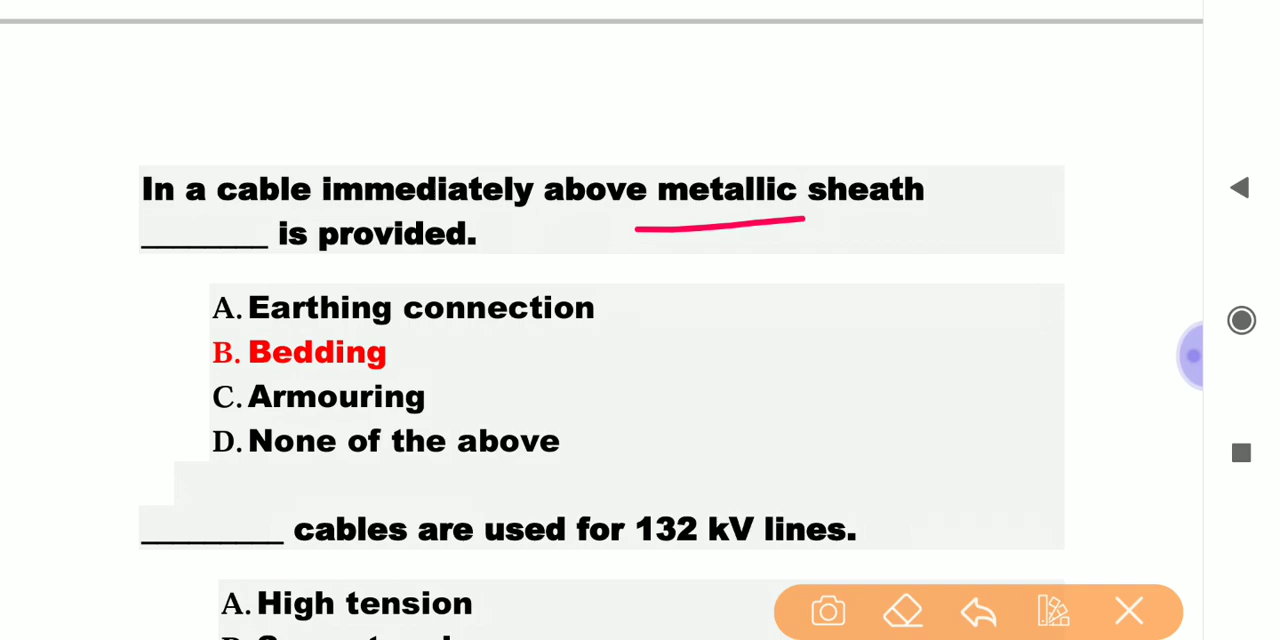 In a cable immediately above metallic sheath
________ is provided.
A. Earthing connection
B. Bedding
C. Armouring
D. None of the above
_________ cables are used for 132 kV lines.
A. High tension